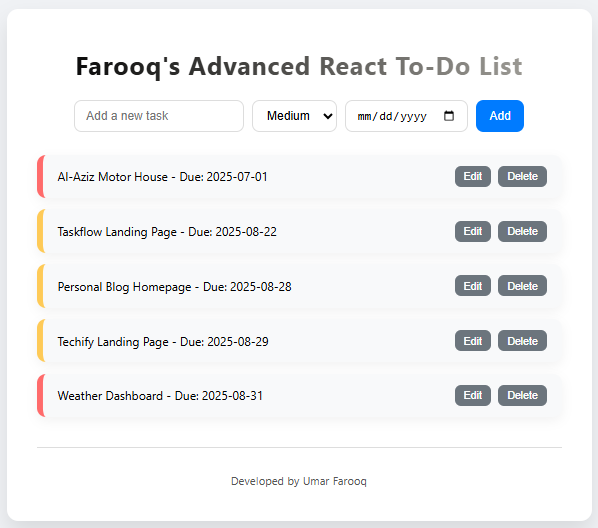 Farooq's Advanced React To-Do List
Add a new task Medium mm/dd/yyyy Add
Al-Aziz Motor House - Due: 2025-07-01 Edit Delete
Taskflow Landing Page - Due: 2025-08-22 Edit Delete
Personal Blog Homepage - Due: 2025-08-28 Edit Delete
Techify Landing Page - Due: 2025-08-29 Edit Delete
Weather Dashboard - Due: 2025-08-31 Edit Delete
Developed by Umar Farooq